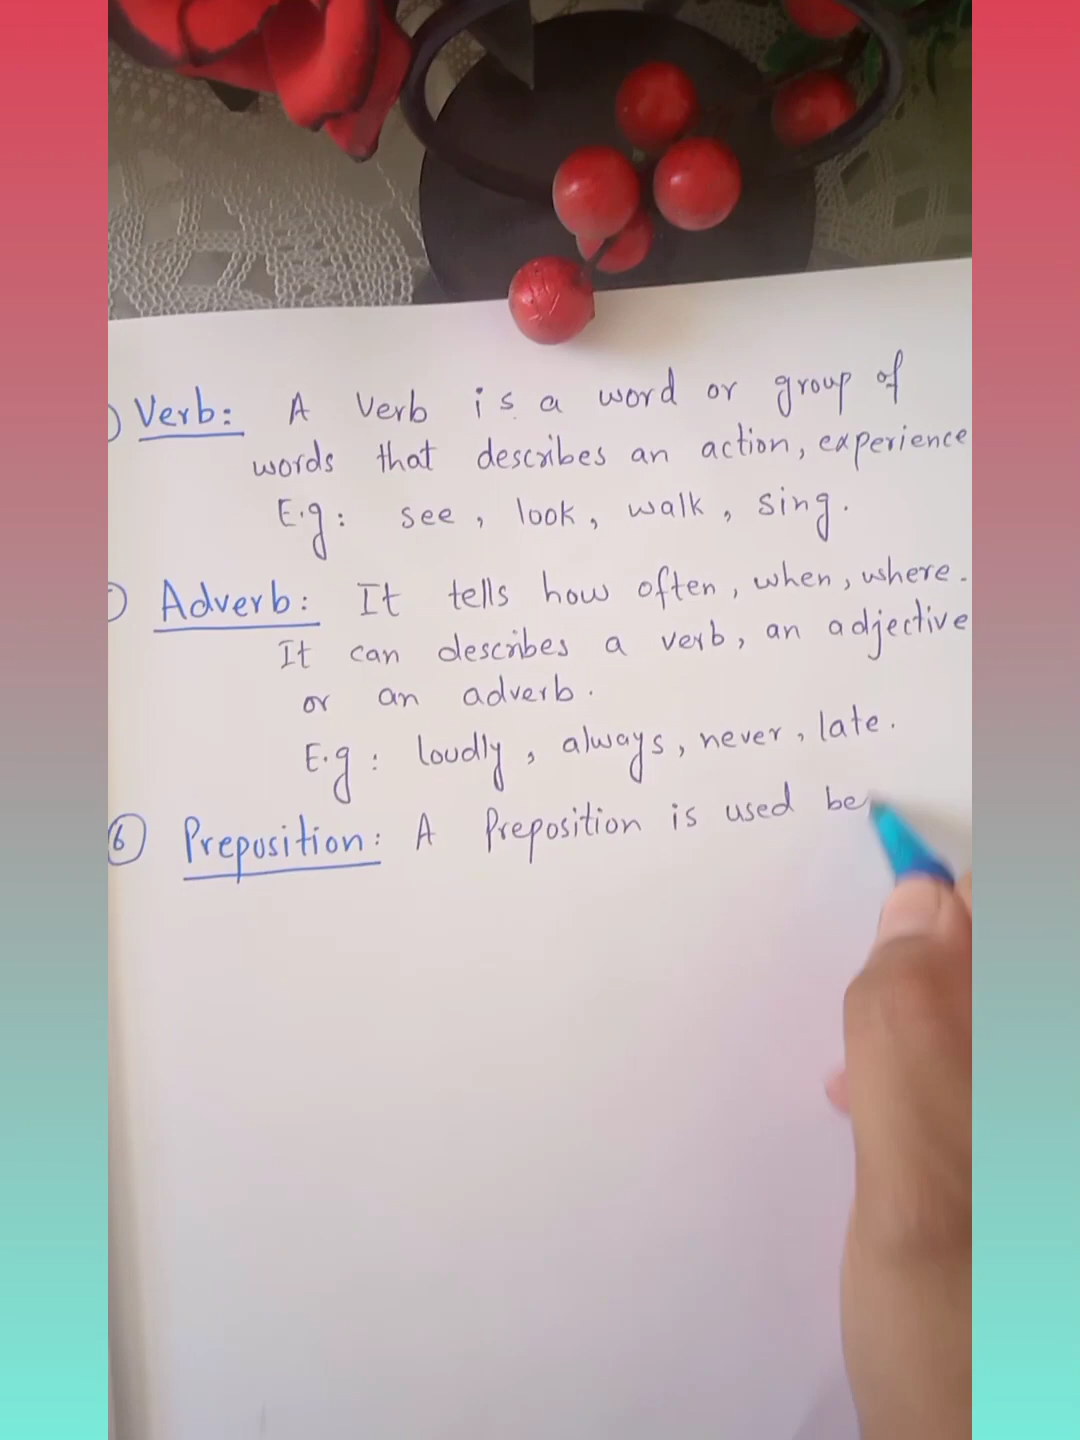 ) Verb: A Verb is a word or group of
words that describes an action, experience
E.g: see, look, walk, sing.
) Adverb: It tells how often, when, where.
It can describes a verb, an adjective
or an adverb.
E.g: loudly, always, never, late.
6 Preposition: A Preposition is used be